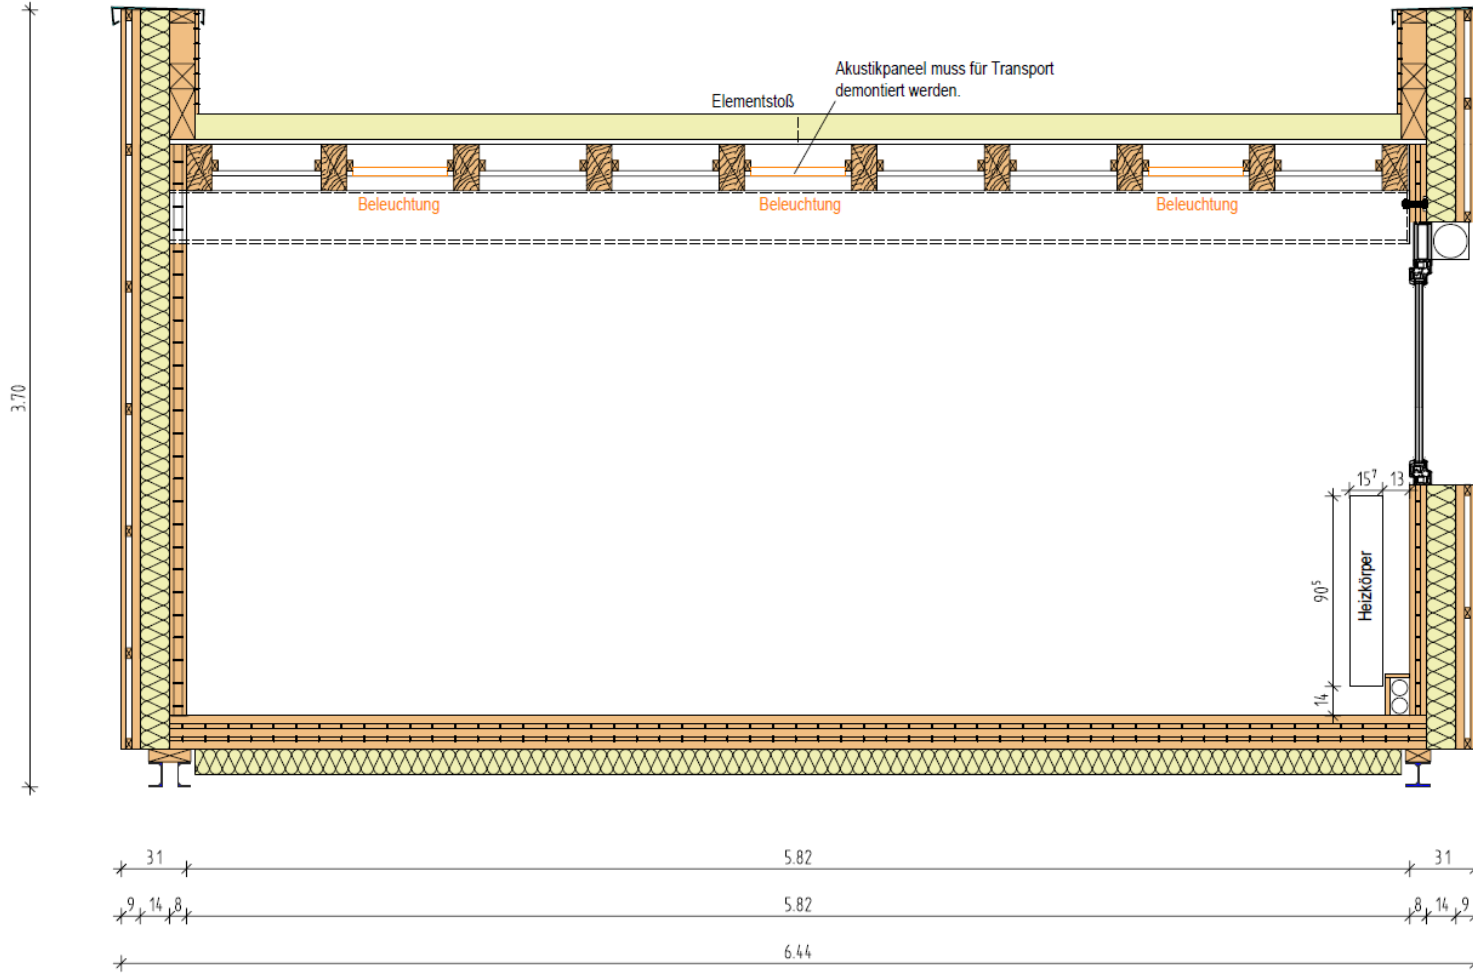 Akustikpaneel muss für Transport
demontiert werden.
Elementstoß
Beleuchtung
Beleuchtung
Beleuchtung
3.70
15⁷
13
90⁵
Heizkörper
14
31
5.82
31
9
14
8
5.82
8
14
9
6.44